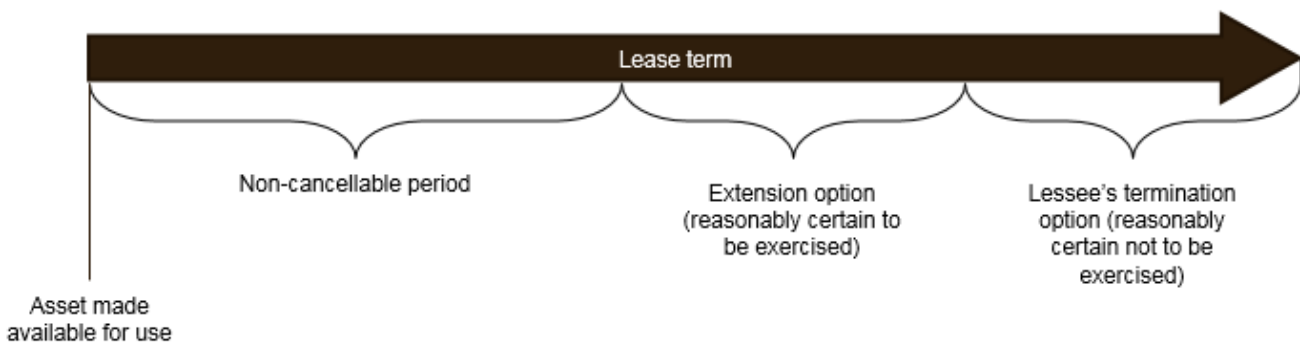 Lease term
Non-cancellable period
Extension option
(reasonably certain to
be exercised)
Lessee's termination
option (reasonably
certain not to be
exercised)
Asset made
available for use